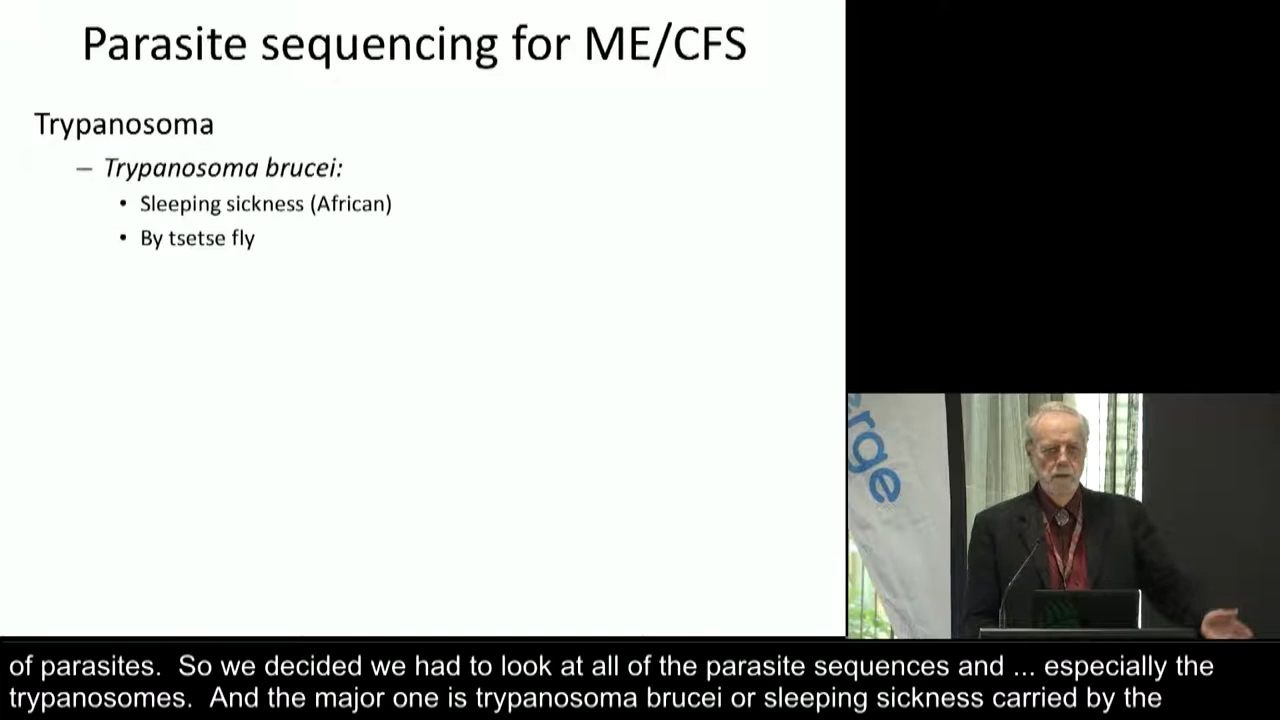 Parasite sequencing for ME/CFS
Trypanosoma
– Trypanosoma brucei:
• Sleeping sickness (African)
• By tsetse fly
erge
of parasites.  So we decided we had to look at all of the parasite sequences and ... especially the
trypanosomes.  And the major one is trypanosoma brucei or sleeping sickness carried by the